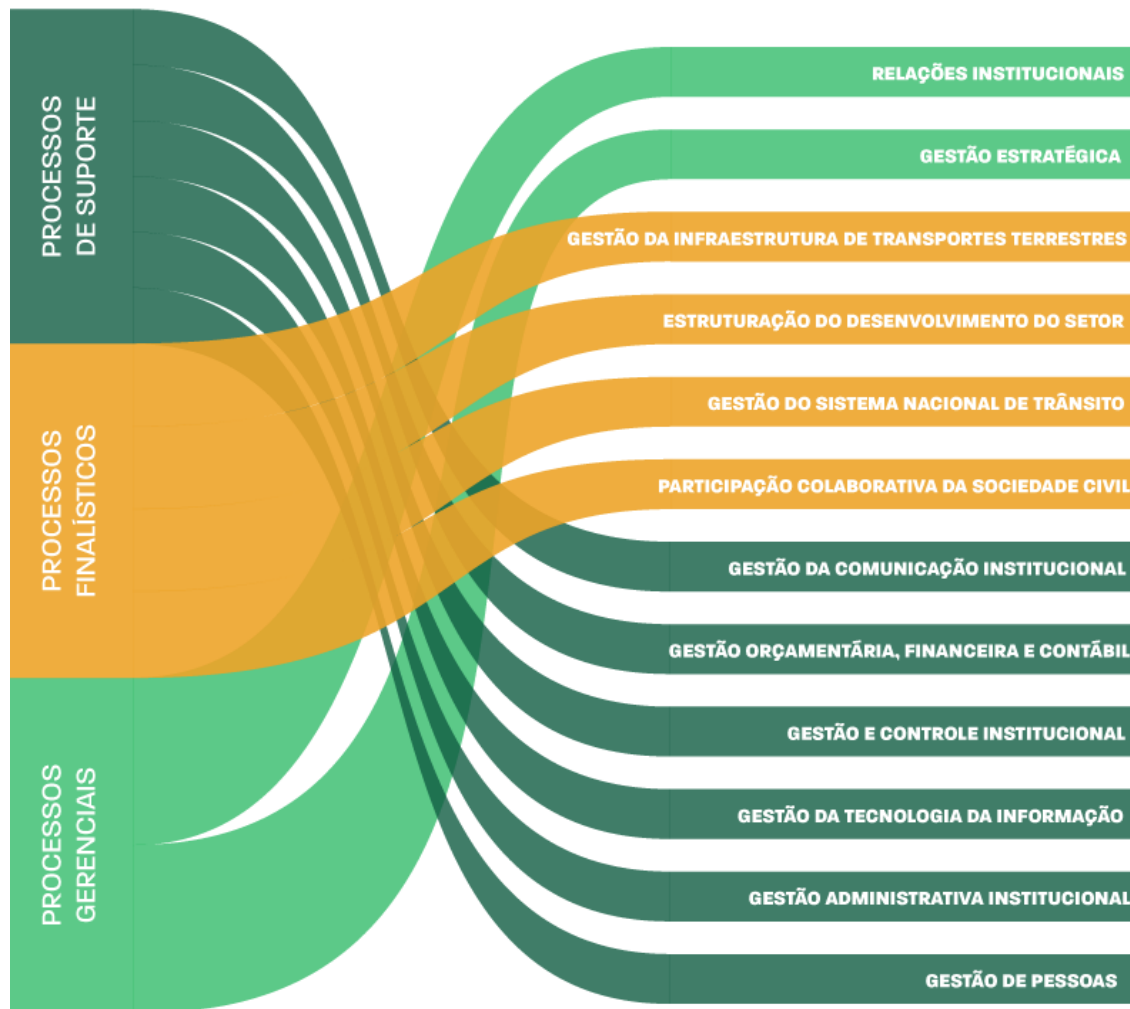 PROCESSOS
DE SUPORTE
PROCESSOS
FINALÍSTICOS
PROCESSOS
GERENCIAIS
RELAÇÕES INSTITUCIONAIS
GESTÃO ESTRATÉGICA
GESTÃO DA INFRAESTRUTURA DE TRANSPORTES TERRESTRES
ESTRUTURAÇÃO DO DESENVOLVIMENTO DO SETOR
GESTÃO DO SISTEMA NACIONAL DE TRÂNSITO
PARTICIPAÇÃO COLABORATIVA DA SOCIEDADE CIVIL
GESTÃO DA COMUNICAÇÃO INSTITUCIONAL
GESTÃO ORÇAMENTÁRIA, FINANCEIRA E CONTÁBIL
GESTÃO E CONTROLE INSTITUCIONAL
GESTÃO DA TECNOLOGIA DA INFORMAÇÃO
GESTÃO ADMINISTRATIVA INSTITUCIONAL
GESTÃO DE PESSOAS